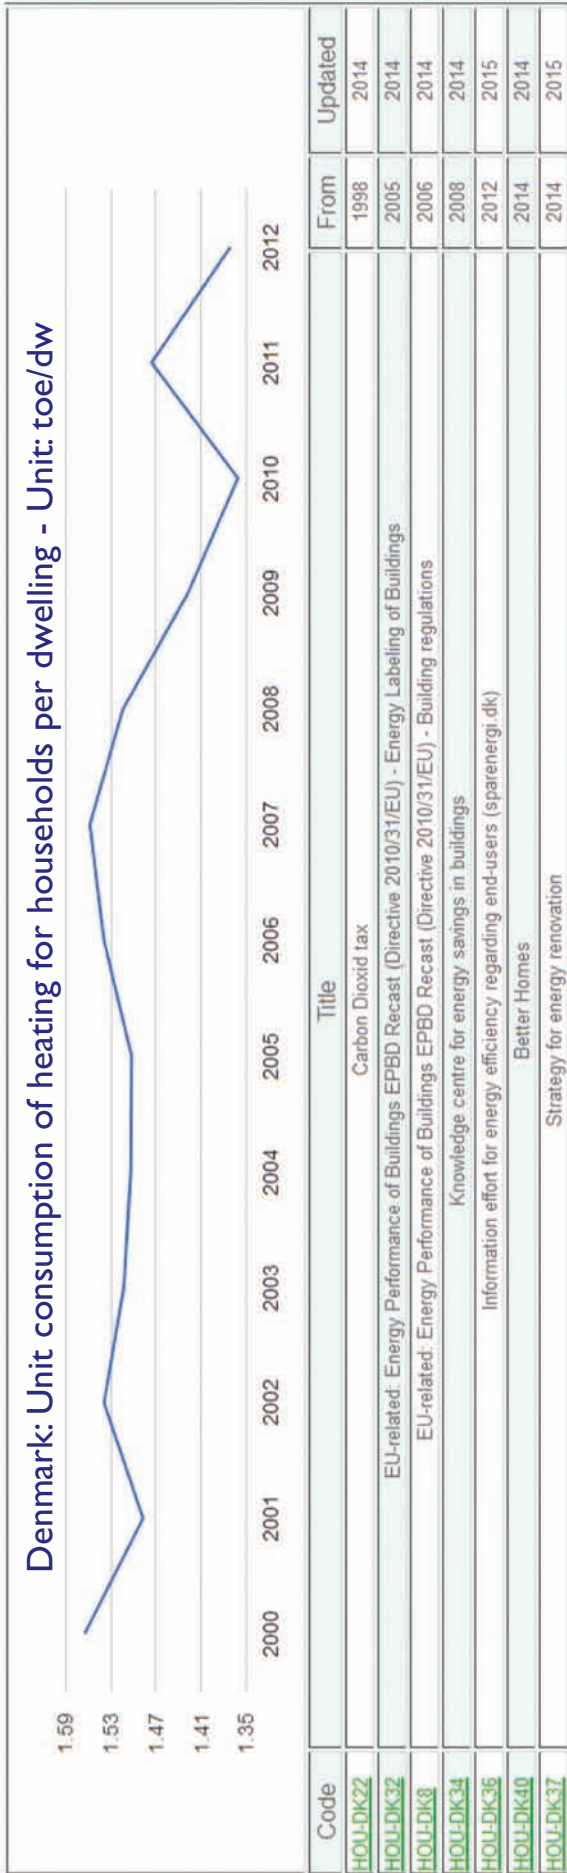 Denmark: Unit consumption of heating for households per dwelling - Unit: toe/dw
1.59
1.53
1.47
1.41
1.35
2000 2001 2002 2003 2004 2005 2006 2007 2008 2009 2010 2011 2012
Code Title From Updated
HOU-DK22 Carbon Dioxid tax 1998 2014
HOU-DK32 EU-related: Energy Performance of Buildings EPBD Recast (Directive 2010/31/EU) - Energy Labeling of Buildings 2005 2014
HOU-DK8 EU-related: Energy Performance of Buildings EPBD Recast (Directive 2010/31/EU) - Building regulations 2006 2014
HOU-DK34 Knowledge centre for energy savings in buildings 2008 2014
HOU-DK36 Information effort for energy efficiency regarding end-users (sparenergi.dk) 2012 2015
HOU-DK40 Better Homes 2014 2014
HOU-DK37 Strategy for energy renovation 2014 2015